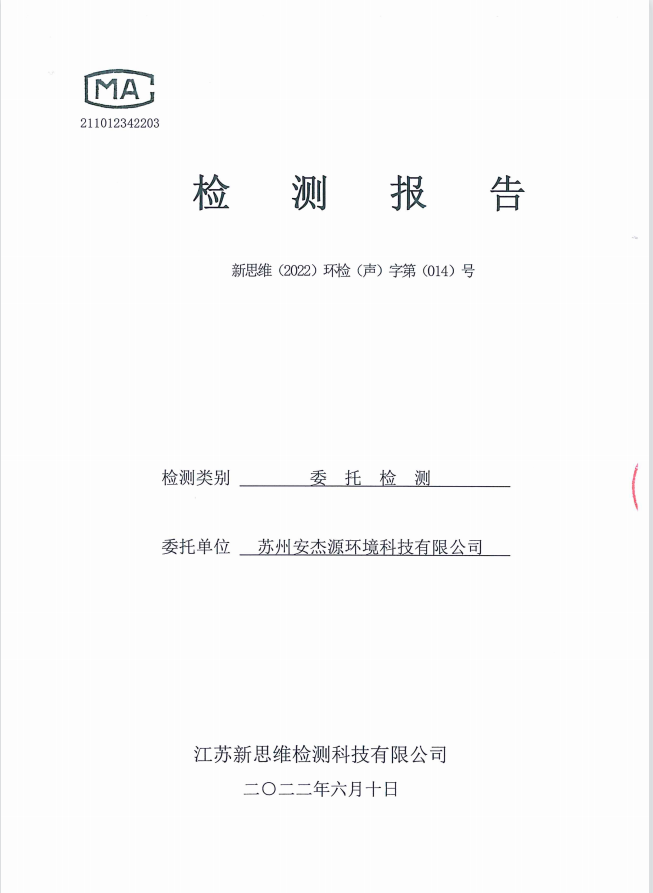 MA
211012342203
检 测 报 告
新思维（2022）环检（声）字第（014）号
检测类别 委 托 检 测
委托单位 苏州安杰源环境科技有限公司
江苏新思维检测科技有限公司
二〇二二年六月十日